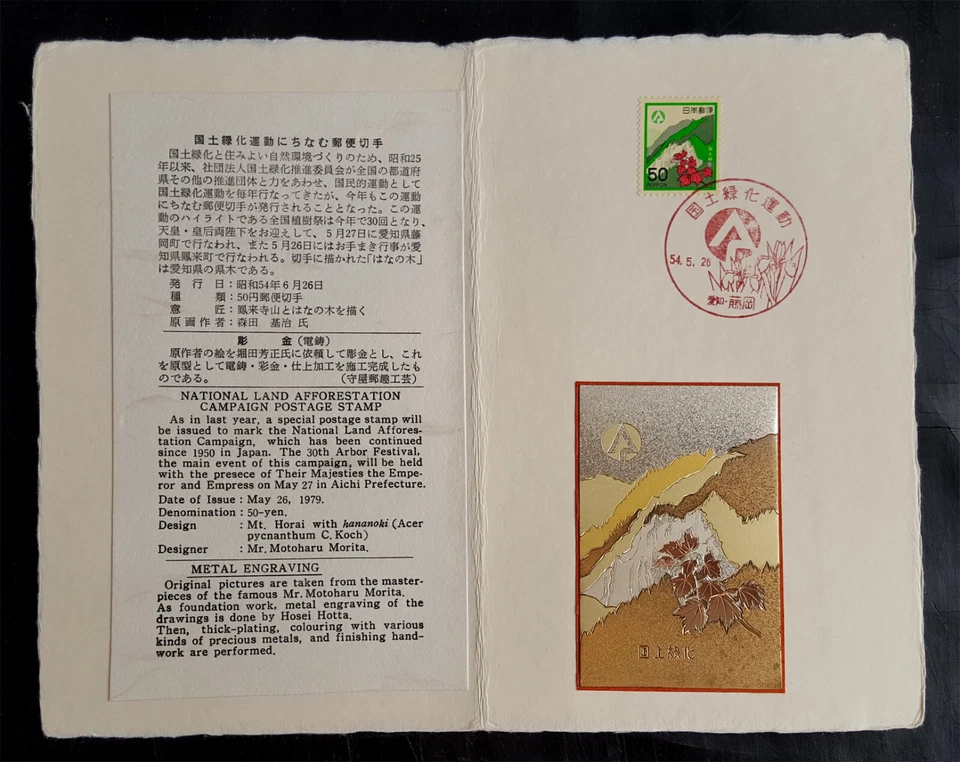 国土緑化運動にちなむ郵便切手
国土緑化と住みよい自然環境づくりのため、昭和25
年以来、社団法人国土緑化推進委員会が全国の都道府
県その他の推進団体と力をあわせ、国民的運動として
国土緑化運動を毎年行なってきたが、今年もこの運動
にちなむ郵便切手が発行されることとなった。この運
動のハイライトである全国植樹祭は今年で30回となり、
天皇・皇后両陛下をお迎えして、5月27日に愛知県藤
岡町で行なわれ、また5月26日にはお手まき行事が愛
知県鳳来町で行なわれる。切手に描かれた「はなの木」
は愛知県の県木である。
発行日：昭和54年6月26日
種類：50円郵便切手
意匠：鳳来寺山とはなの木を描く
原画作者：森田 基治 氏
彫金（電鋳）
原作者の絵を堀田芳正氏に依頼して彫金とし、これ
を原型として電鋳・彩金・仕上加工を施工完成したも
のである。（守屋郵趣工芸）
NATIONAL LAND AFFORESTATION
CAMPAIGN POSTAGE STAMP
As in last year, a special postage stamp will
be issued to mark the National Land Affores-
tation Campaign, which has been continued
since 1950 in Japan. The 30th Arbor Festival,
the main event of this campaign, will be held
with the presece of Their Majesties the Empe-
ror and Empress on May 27 in Aichi Prefecture.
Date of Issue : May 26, 1979.
Denomination : 50-yen.
Design : Mt. Horai with hananoki (Acer
pycnanthum C. Koch)
Designer : Mr. Motoharu Morita.
METAL ENGRAVING
Original pictures are taken from the master-
pieces of the famous Mr. Motoharu Morita.
As foundation work, metal engraving of the
drawings is done by Hosei Hotta.
Then, thick-plating, colouring with various
kinds of precious metals, and finishing hand-
work are performed.
日本郵便
50
NIPPON
国土緑化運動
54.5.26
愛知・藤岡
国土緑化